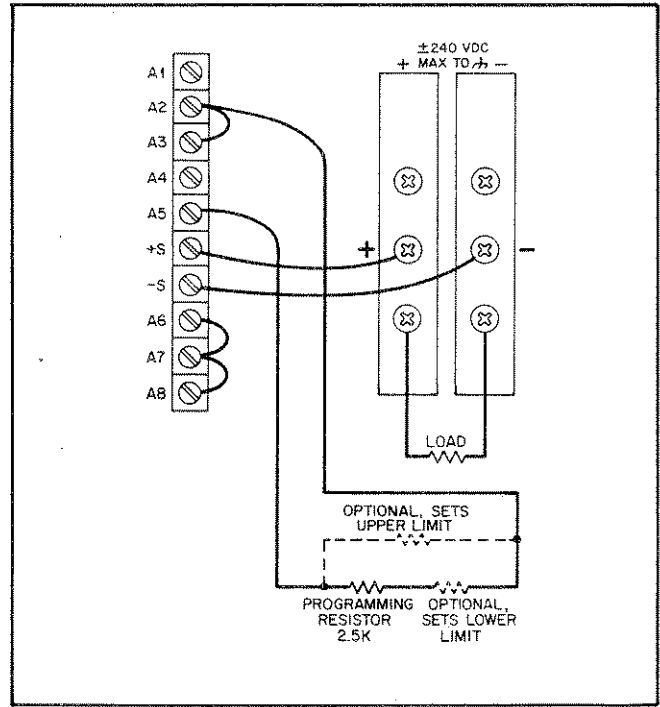 ±240 VDC
+ MAX TO ⏚ -
A1
A2
A3
A4
A5
+S
-S
A6
A7
A8
+
-
LOAD
OPTIONAL, SETS
UPPER LIMIT
PROGRAMMING
RESISTOR
2.5K
OPTIONAL,
SETS LOWER
LIMIT